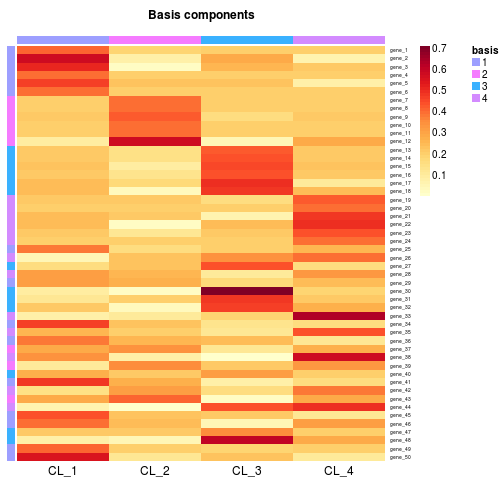 Basis components
gene_1
gene_2
gene_3
gene_4
gene_5
gene_6
gene_7
gene_8
gene_9
gene_10
gene_11
gene_12
gene_13
gene_14
gene_15
gene_16
gene_17
gene_18
gene_19
gene_20
gene_21
gene_22
gene_23
gene_24
gene_25
gene_26
gene_27
gene_28
gene_29
gene_30
gene_31
gene_32
gene_33
gene_34
gene_35
gene_36
gene_37
gene_38
gene_39
gene_40
gene_41
gene_42
gene_43
gene_44
gene_45
gene_46
gene_47
gene_48
gene_49
gene_50
CL_1 CL_2 CL_3 CL_4
0.7
0.6
0.5
0.4
0.3
0.2
0.1
basis
1
2
3
4